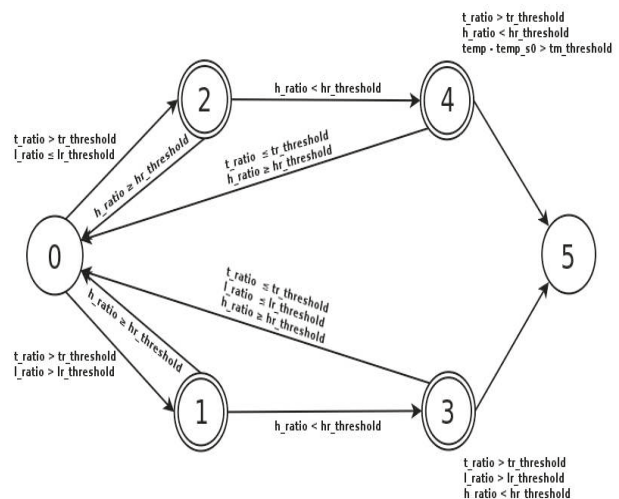 t_ratio > tr_threshold
h_ratio < hr_threshold
temp - temp_s0 > tm_threshold
2
h_ratio < hr_threshold
4
t_ratio > tr_threshold
l_ratio ≤ lr_threshold
h_ratio ≥ hr_threshold
t_ratio ≤ tr_threshold
h_ratio ≥ hr_threshold
0
5
t_ratio ≤ tr_threshold
l_ratio ≤ lr_threshold
h_ratio ≥ hr_threshold
h_ratio ≥ hr_threshold
t_ratio > tr_threshold
l_ratio > lr_threshold
1
h_ratio < hr_threshold
3
t_ratio > tr_threshold
l_ratio > lr_threshold
h_ratio < hr_threshold